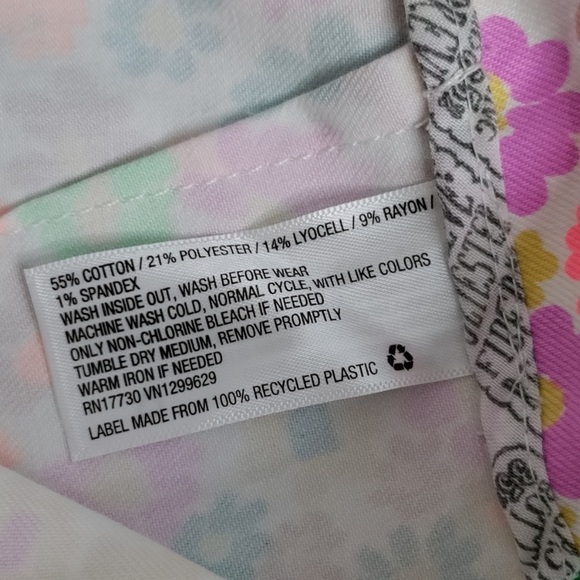 55% COTTON / 21% POLYESTER / 14% LYOCELL / 9% RAYON /
1% SPANDEX
WASH INSIDE OUT, WASH BEFORE WEAR
MACHINE WASH COLD, NORMAL CYCLE, WITH LIKE COLORS
ONLY NON-CHLORINE BLEACH IF NEEDED
TUMBLE DRY MEDIUM, REMOVE PROMPTLY
WARM IRON IF NEEDED
RN17730 VN1299629
LABEL MADE FROM 100% RECYCLED PLASTIC